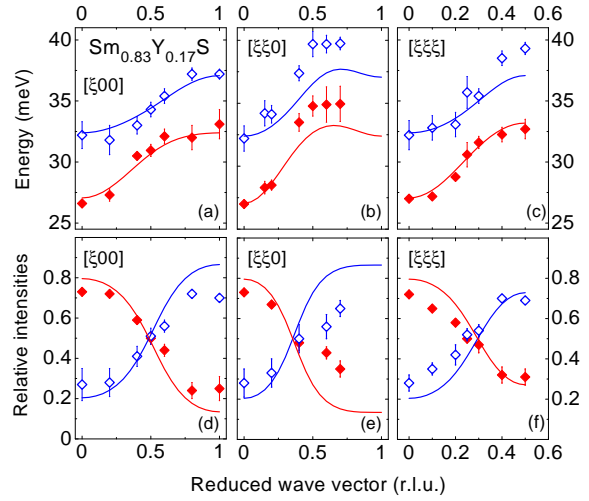 0 0.5 1 0 0.5 1 0 0.2 0.4 0.6
40 35 30 25
Energy (meV)
Sm0.83Y0.17S
[ξ00] [ξξ0] [ξξξ]
(a) (b) (c)
40 35 30 25
0.8 0.6 0.4 0.2 0
Relative intensities
[ξ00] [ξξ0] [ξξξ]
(d) (e) (f)
0.8 0.6 0.4 0.2 0
0 0.5 1 0 0.5 1 0 0.2 0.4 0.6
Reduced wave vector (r.l.u.)